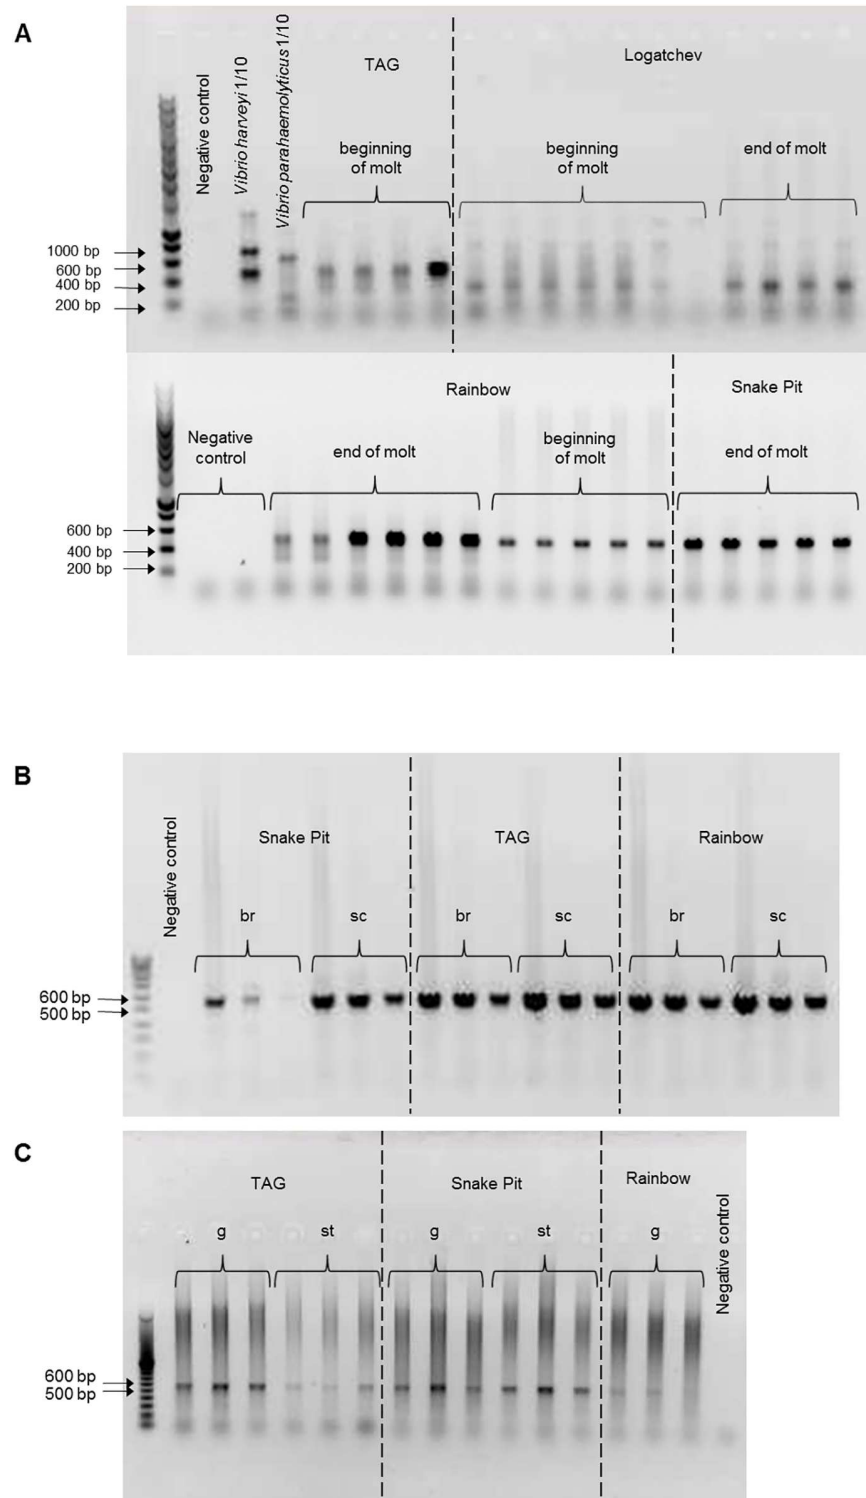 A
Negative control
Vibrio harveyi 1/10
Vibrio parahaemolyticus 1/10
TAG
Logatchev
beginning
of molt
beginning
of molt
end of molt
1000 bp
600 bp
400 bp
200 bp
Rainbow
Snake Pit
Negative
control
end of molt
beginning
of molt
end of molt
600 bp
400 bp
200 bp
B
Negative control
Snake Pit
TAG
Rainbow
br
sc
br
sc
br
sc
600 bp
500 bp
C
TAG
Snake Pit
Rainbow
Negative control
g
st
g
st
g
600 bp
500 bp